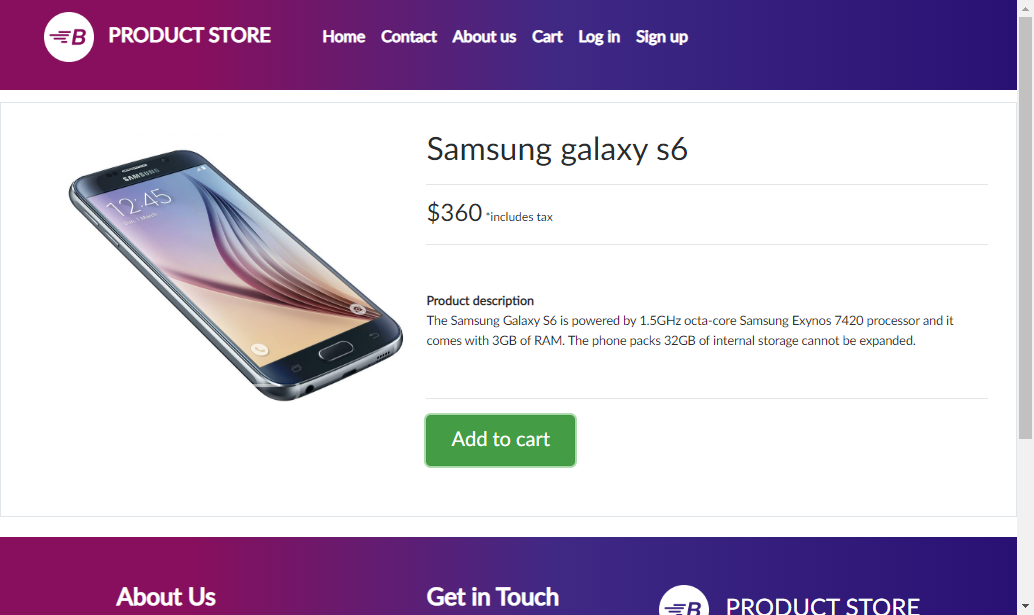 B PRODUCT STORE Home Contact About us Cart Log in Sign up
Samsung galaxy s6
SAMSUNG
12:45
$360 *includes tax
Product description
The Samsung Galaxy S6 is powered by 1.5GHz octa-core Samsung Exynos 7420 processor and it
comes with 3GB of RAM. The phone packs 32GB of internal storage cannot be expanded.
Add to cart
About Us
Get in Touch
B PRODUCT STORE